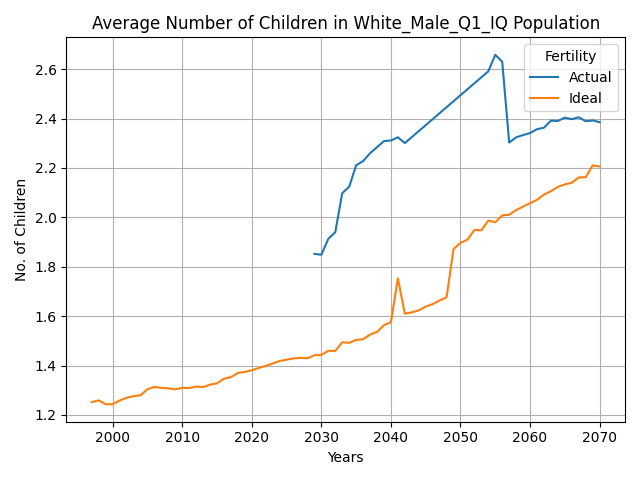 Average Number of Children in White_Male_Q1_IQ Population
Fertility
Actual
Ideal
No. of Children
2.6
2.4
2.2
2.0
1.8
1.6
1.4
1.2
2000 2010 2020 2030 2040 2050 2060 2070
Years